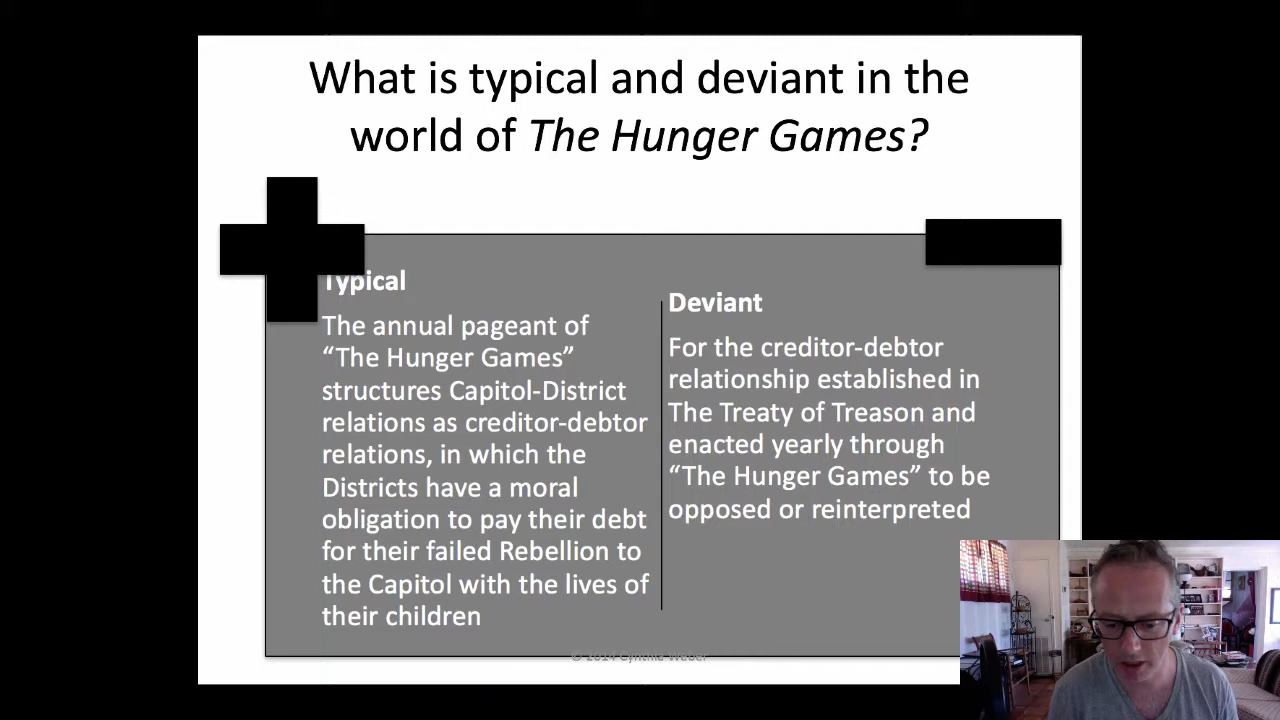 What is typical and deviant in the
world of The Hunger Games?
Typical
The annual pageant of
“The Hunger Games”
structures Capitol-District
relations as creditor-debtor
relations, in which the
Districts have a moral
obligation to pay their debt
for their failed Rebellion to
the Capitol with the lives of
their children
Deviant
For the creditor-debtor
relationship established in
The Treaty of Treason and
enacted yearly through
“The Hunger Games” to be
opposed or reinterpreted
© 2014 Cynthia Weber